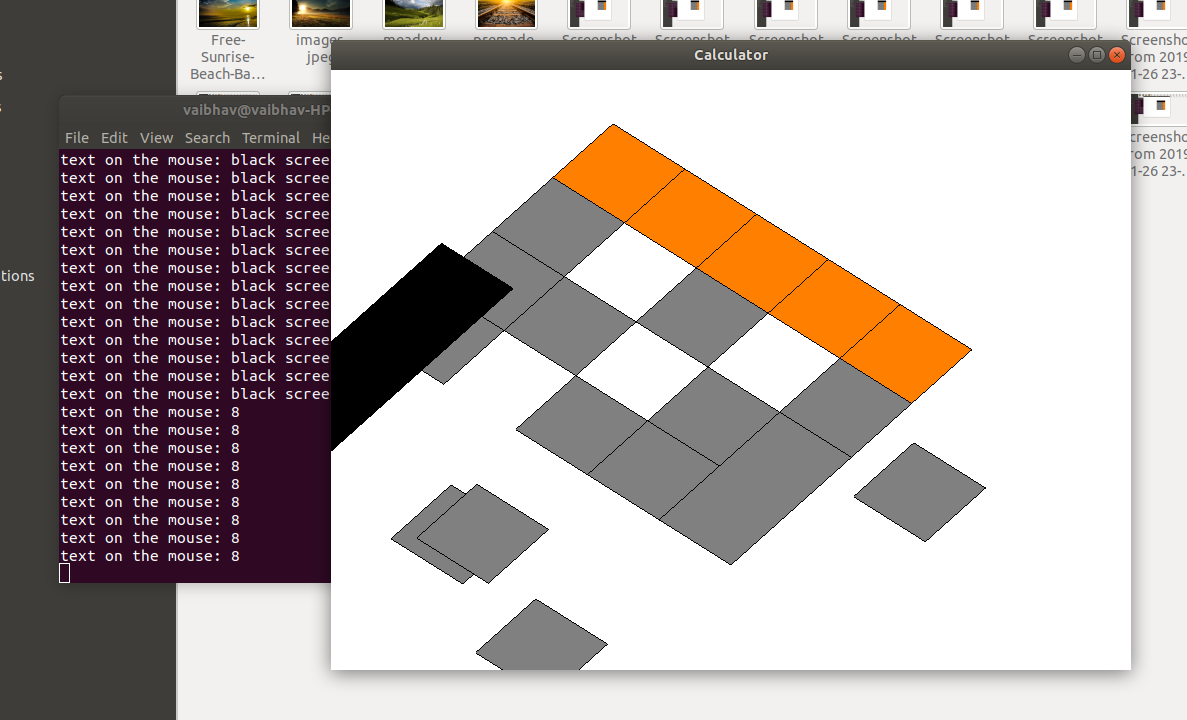 Free-
Sunrise-
Beach-Ba…
images
jpeg
meadow
Calculator
Screensho
rom 2019
1-26 23-.
s
s
tions
vaibhav@vaibhav-HP
File Edit View Search Terminal He
creensho
rom 2019
1-26 23-.
text on the mouse: black scree
text on the mouse: black scree
text on the mouse: black scree
text on the mouse: black scree
text on the mouse: black scree
text on the mouse: black scree
text on the mouse: black scree
text on the mouse: black scree
text on the mouse: black scree
text on the mouse: black scree
text on the mouse: black scree
text on the mouse: black scree
text on the mouse: black scree
text on the mouse: black scree
text on the mouse: 8
text on the mouse: 8
text on the mouse: 8
text on the mouse: 8
text on the mouse: 8
text on the mouse: 8
text on the mouse: 8
text on the mouse: 8
text on the mouse: 8